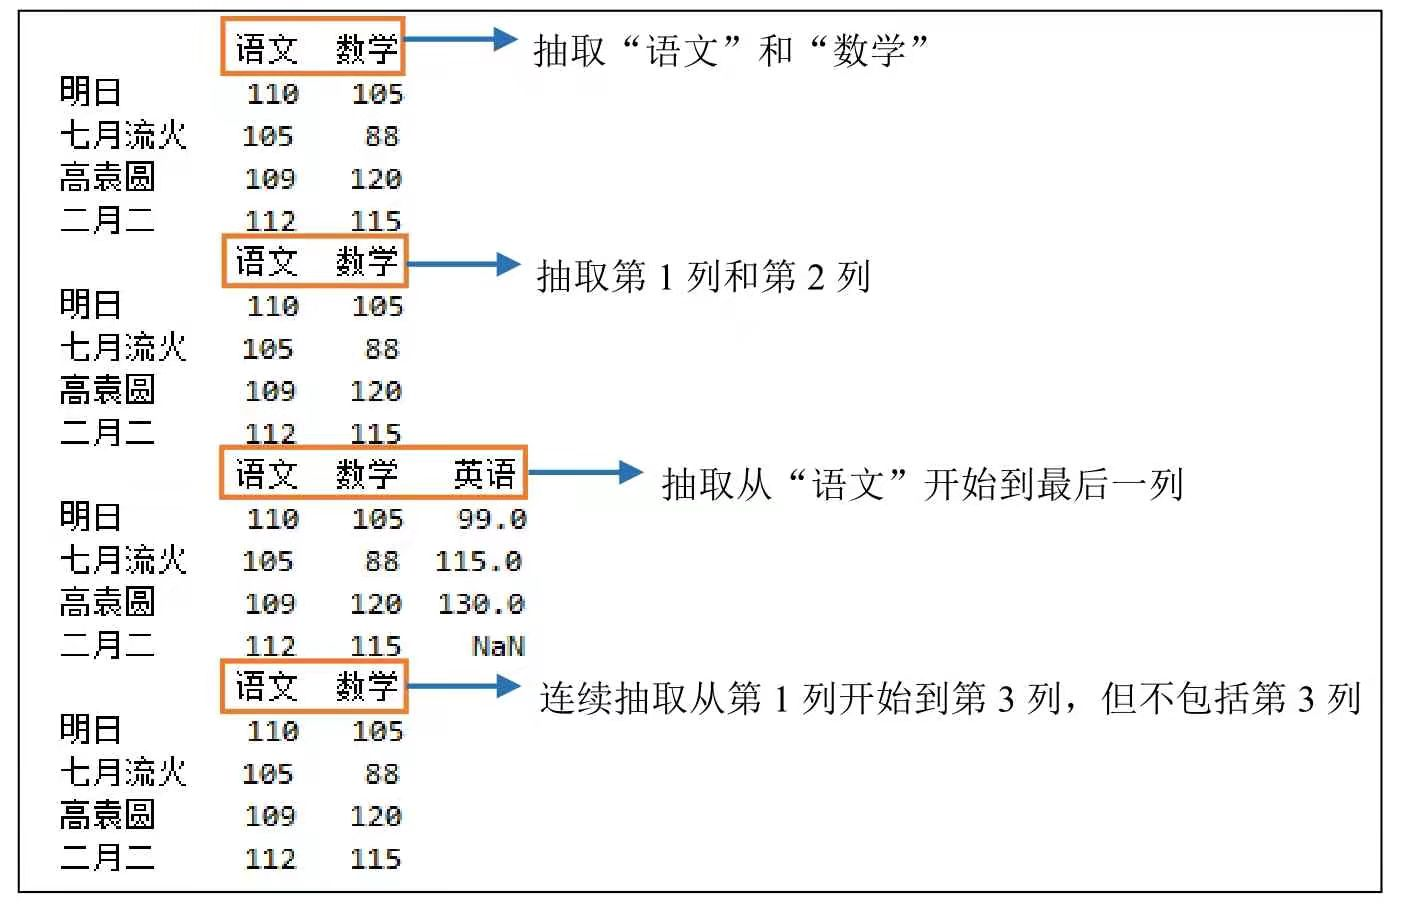 语文 数学 抽取“语文”和“数学”
明日 110 105
七月流火 105 88
高袁圆 109 120
二月二 112 115
语文 数学 抽取第 1 列和第 2 列
明日 110 105
七月流火 105 88
高袁圆 109 120
二月二 112 115
语文 数学 英语 抽取从“语文”开始到最后一列
明日 110 105 99.0
七月流火 105 88 115.0
高袁圆 109 120 130.0
二月二 112 115 NaN
语文 数学 连续抽取从第 1 列开始到第 3 列，但不包括第 3 列
明日 110 105
七月流火 105 88
高袁圆 109 120
二月二 112 115